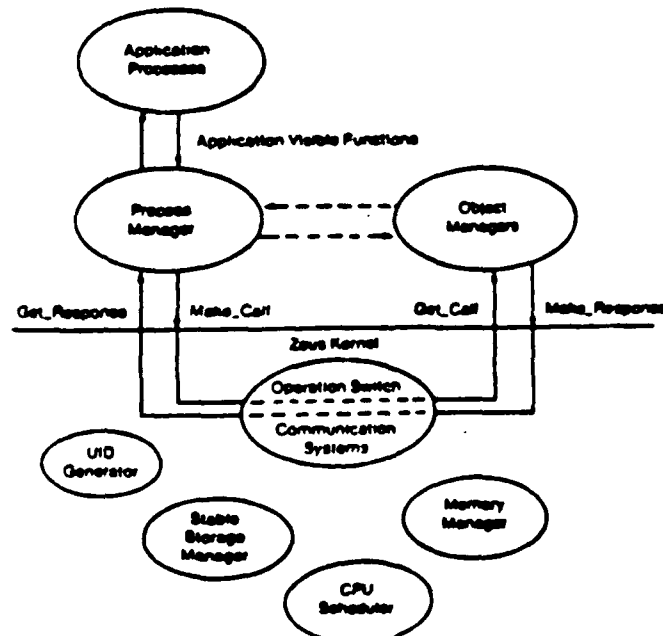 Application
Processes
Application Visible Functions
Process
Manager
Object
Managers
Get_Response
Make_Call
Get_Call
Make_Response
Zeus Kernel
Operation Switch
Communication
Systems
UID
Generator
Memory
Manager
Stable
Storage
Manager
CPU
Scheduler